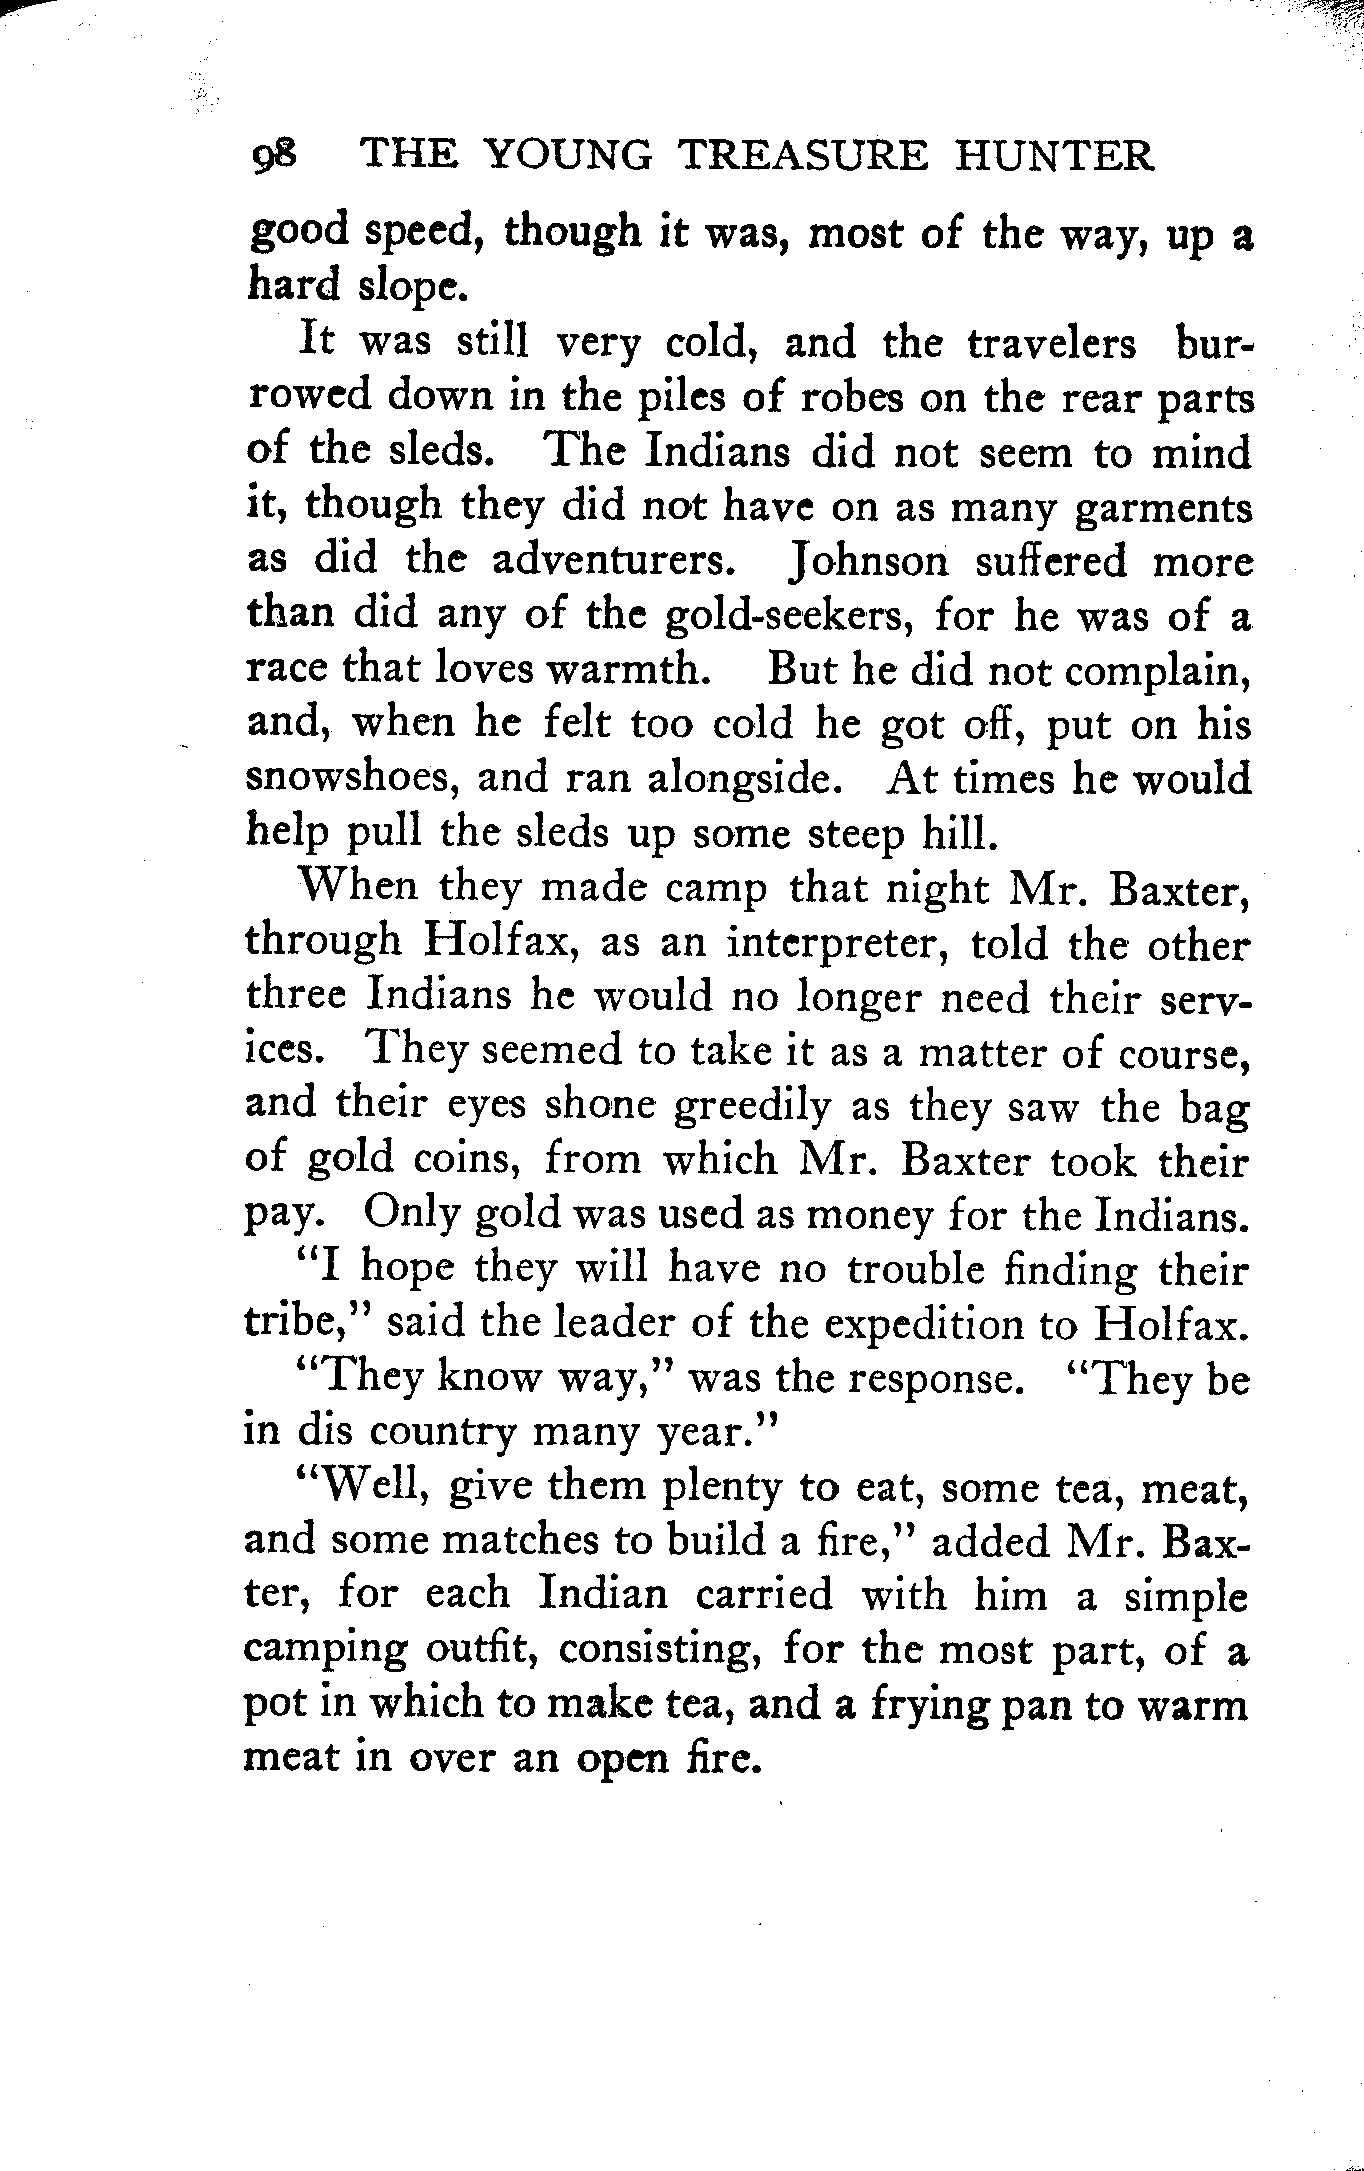 98 THE YOUNG TREASURE HUNTER
good speed, though it was, most of the way, up a
hard slope.
It was still very cold, and the travelers bur-
rowed down in the piles of robes on the rear parts
of the sleds. The Indians did not seem to mind
it, though they did not have on as many garments
as did the adventurers. Johnson suffered more
than did any of the gold-seekers, for he was of a
race that loves warmth. But he did not complain,
and, when he felt too cold he got off, put on his
snowshoes, and ran alongside. At times he would
help pull the sleds up some steep hill.
When they made camp that night Mr. Baxter,
through Holfax, as an interpreter, told the other
three Indians he would no longer need their serv-
ices. They seemed to take it as a matter of course,
and their eyes shone greedily as they saw the bag
of gold coins, from which Mr. Baxter took their
pay. Only gold was used as money for the Indians.
"I hope they will have no trouble finding their
tribe," said the leader of the expedition to Holfax.
"They know way," was the response. "They be
in dis country many year."
"Well, give them plenty to eat, some tea, meat,
and some matches to build a fire," added Mr. Bax-
ter, for each Indian carried with him a simple
camping outfit, consisting, for the most part, of a
pot in which to make tea, and a frying pan to warm
meat in over an open fire.